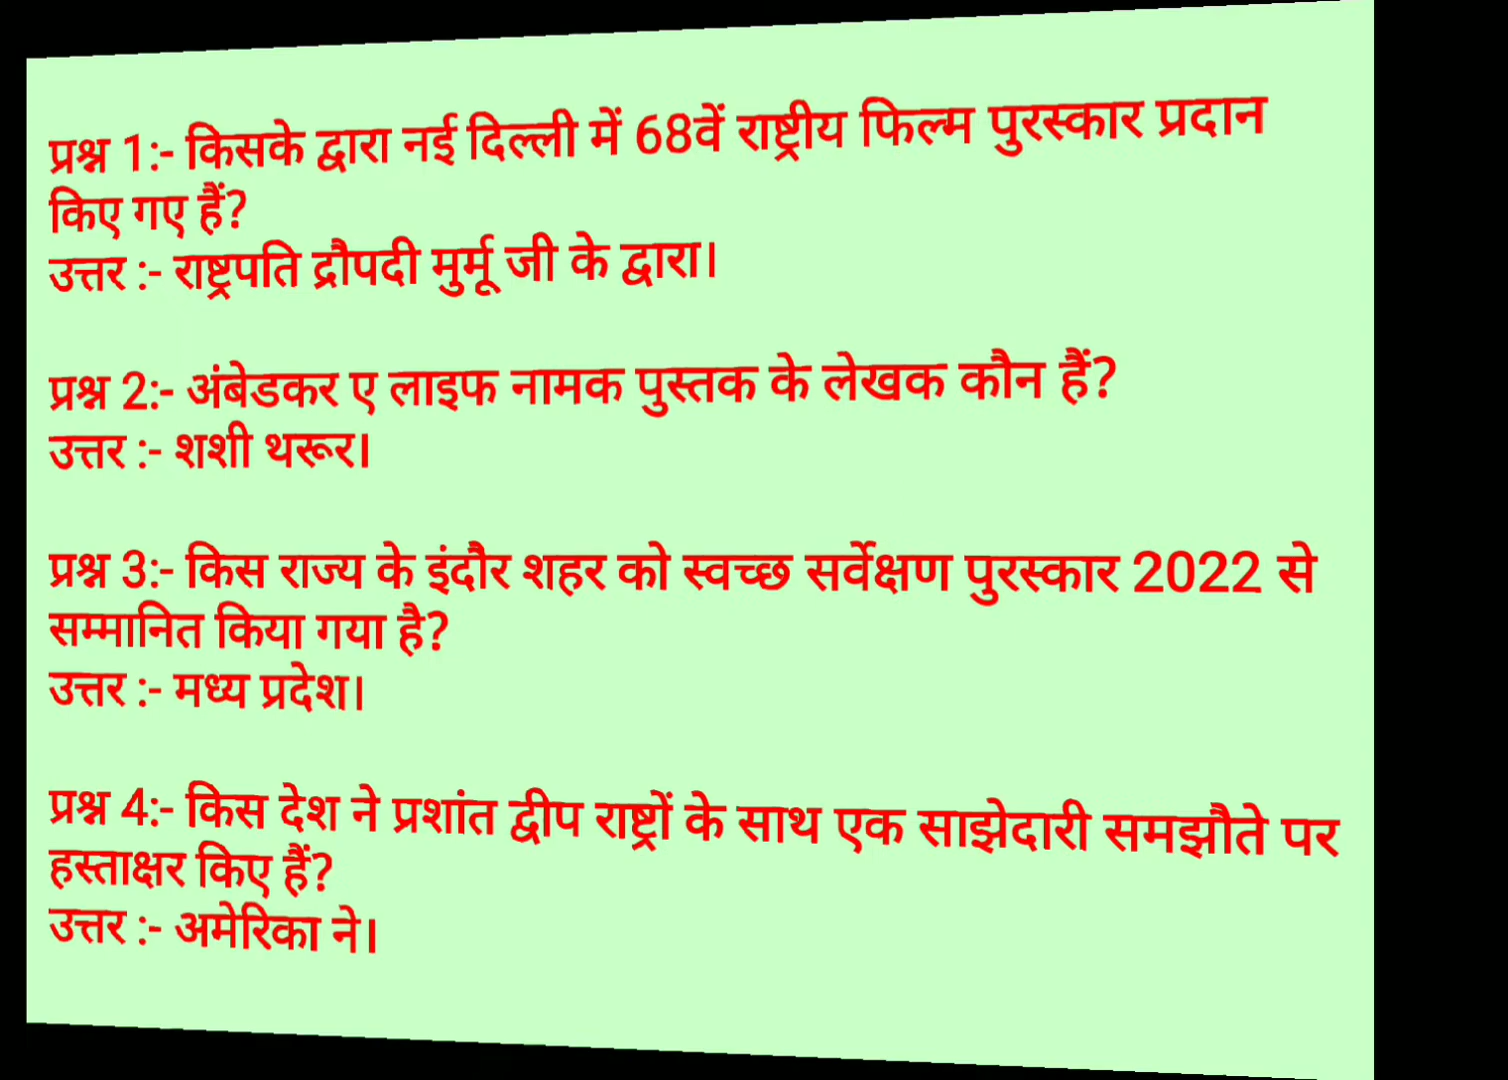 प्रश्न 1:- किसके द्वारा नई दिल्ली में 68वें राष्ट्रीय फिल्म पुरस्कार प्रदान
किए गए हैं?
उत्तर :- राष्ट्रपति द्रौपदी मुर्मू जी के द्वारा।
प्रश्न 2:- अंबेडकर ए लाइफ नामक पुस्तक के लेखक कौन हैं?
उत्तर :- शशी थरूर।
प्रश्न 3:- किस राज्य के इंदौर शहर को स्वच्छ सर्वेक्षण पुरस्कार 2022 से
सम्मानित किया गया है?
उत्तर :- मध्य प्रदेश।
प्रश्न 4:- किस देश ने प्रशांत द्वीप राष्ट्रों के साथ एक साझेदारी समझौते पर
हस्ताक्षर किए हैं?
उत्तर :- अमेरिका ने।